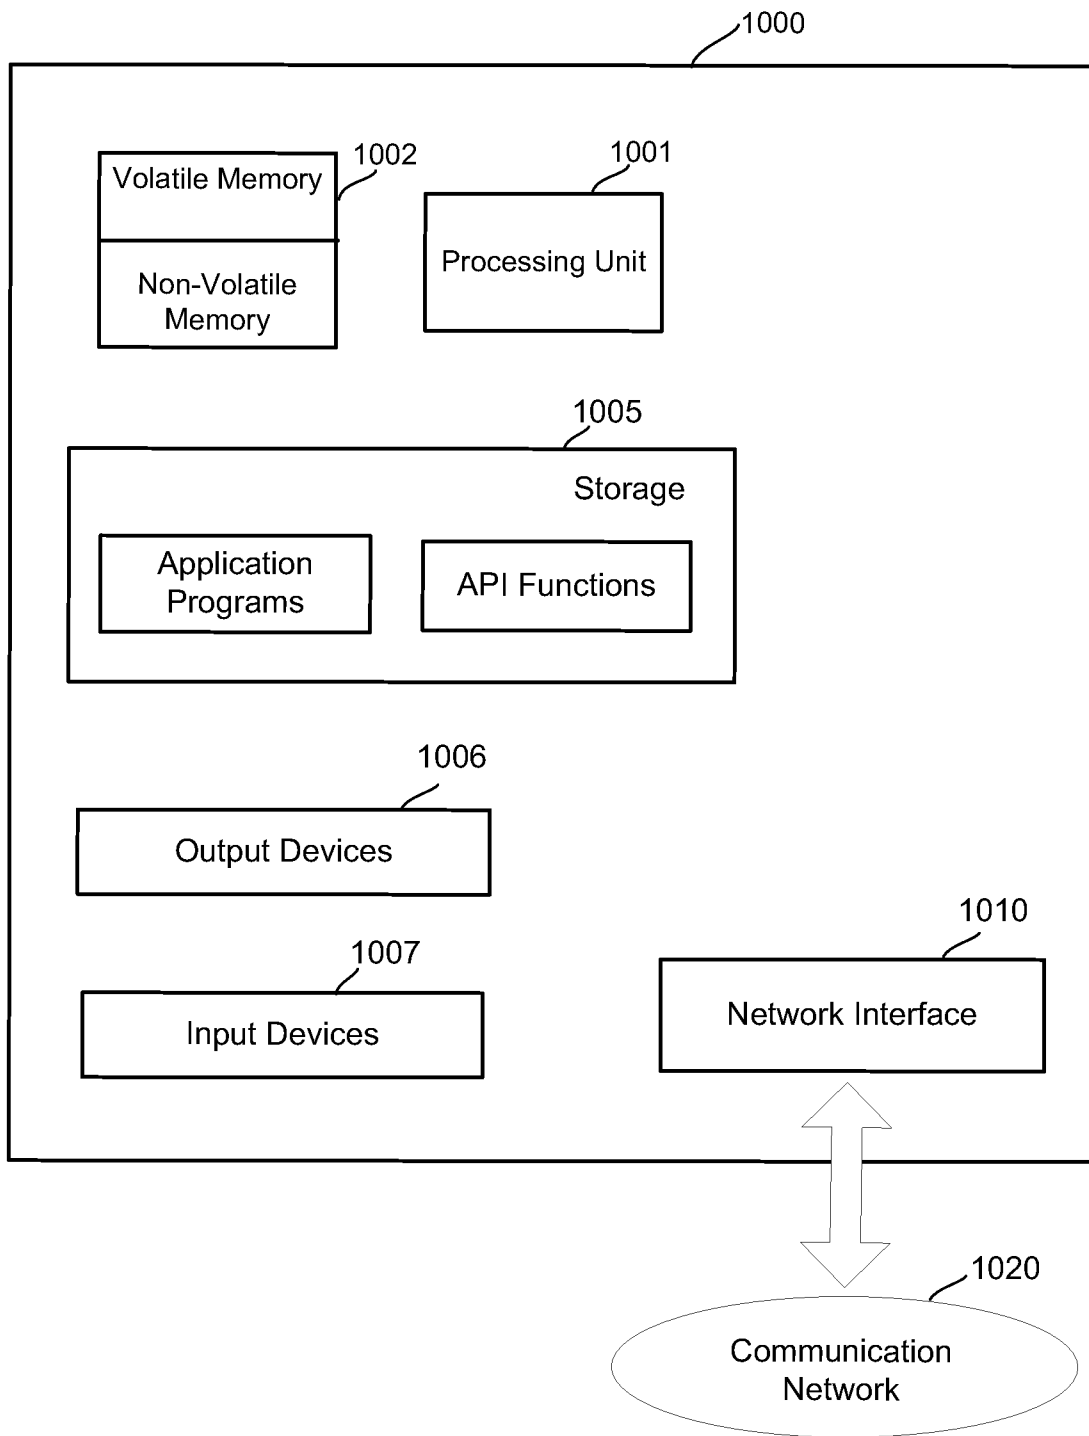 1000
1002
1001
Volatile Memory
Processing Unit
Non-Volatile
Memory
1005
Storage
Application
Programs
API Functions
1006
Output Devices
1010
1007
Network Interface
Input Devices
1020
Communication
Network